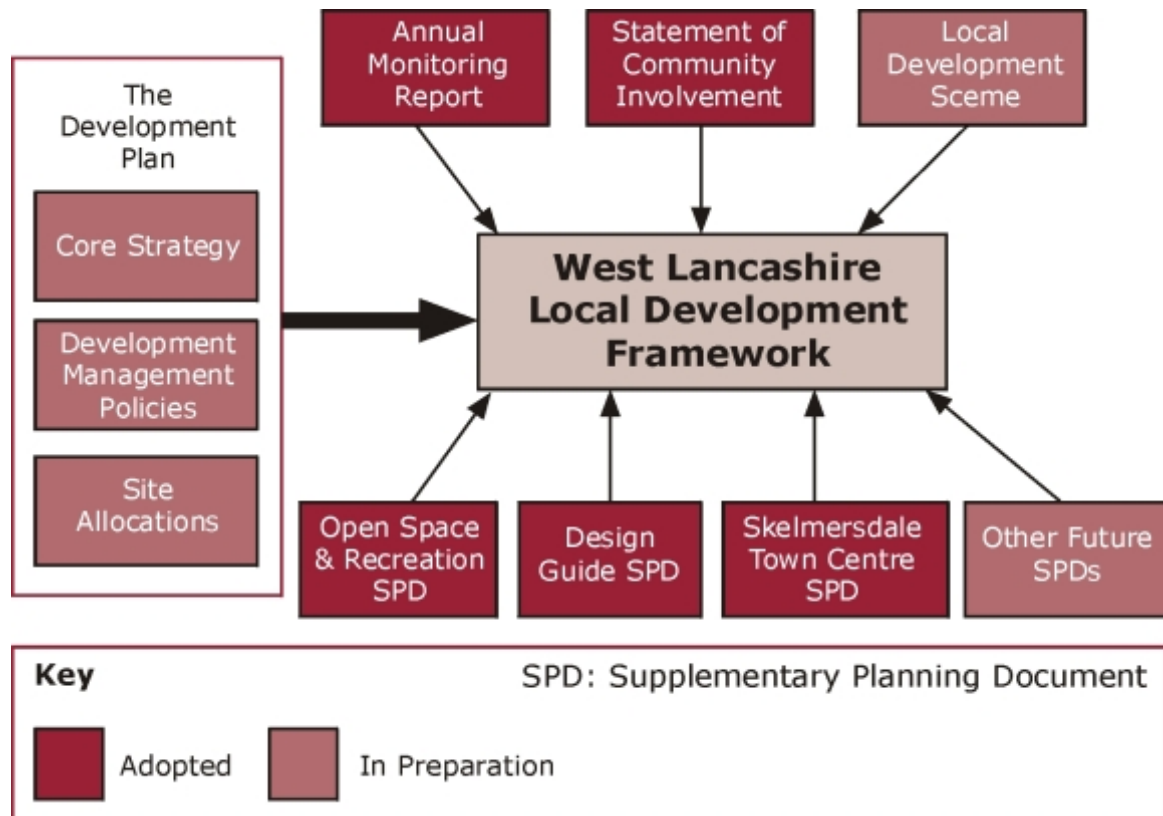 The
Development
Plan
Core Strategy
Development
Management
Policies
Site
Allocations
Annual
Monitoring
Report
Statement of
Community
Involvement
Local
Development
Sceme
West Lancashire
Local Development
Framework
Open Space
& Recreation
SPD
Design
Guide SPD
Skelmersdale
Town Centre
SPD
Other Future
SPDs
Key
SPD: Supplementary Planning Document
Adopted
In Preparation